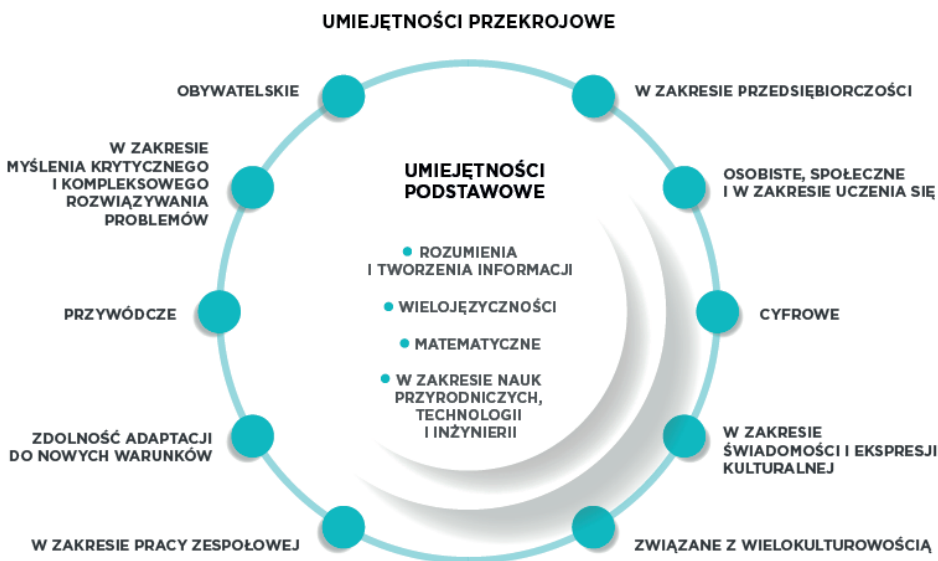 UMIEJĘTNOŚCI PRZEKROJOWE
OBYWATELSKIE
W ZAKRESIE PRZEDSIĘBIORCZOŚCI
W ZAKRESIE
MYŚLENIA KRYTYCZNEGO
I KOMPLEKSOWEGO
ROZWIĄZYWANIA
PROBLEMÓW
OSOBISTE, SPOŁECZNE
I W ZAKRESIE UCZENIA SIĘ
UMIEJĘTNOŚCI
PODSTAWOWE
ROZUMIENIA
I TWORZENIA INFORMACJI
WIELOJĘZYCZNOŚCI
MATEMATYCZNE
W ZAKRESIE NAUK
PRZYRODNICZYCH,
TECHNOLOGII
I INŻYNIERII
PRZYWÓDCZE
CYFROWE
ZDOLNOŚĆ ADAPTACJI
DO NOWYCH WARUNKÓW
W ZAKRESIE
ŚWIADOMOŚCI I EKSPRESJI
KULTURALNEJ
W ZAKRESIE PRACY ZESPOŁOWEJ
ZWIĄZANE Z WIELOKULTUROWOŚCIĄ